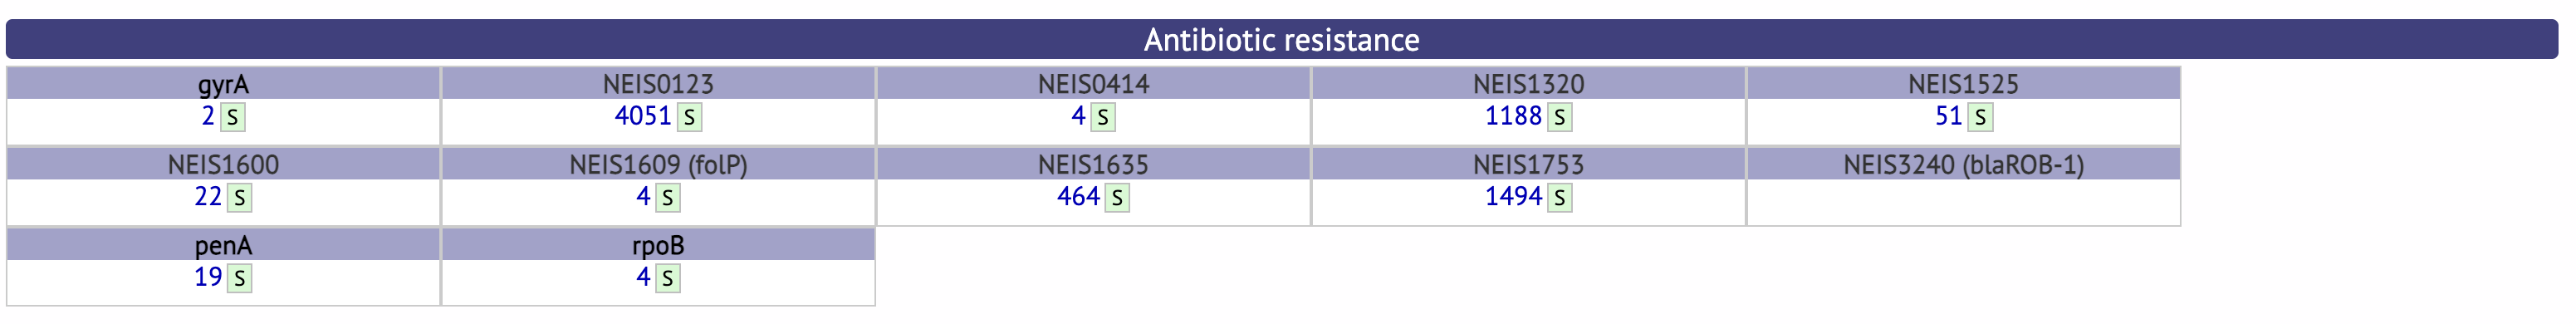 Antibiotic resistance
gyrA NEIS0123 NEIS0414 NEIS1320 NEIS1525
2 S 4051 S 4 S 1188 S 51 S
NEIS1600 NEIS1609 (folP) NEIS1635 NEIS1753 NEIS3240 (blaROB-1)
22 S 4 S 464 S 1494 S
penA rpoB
19 S 4 S